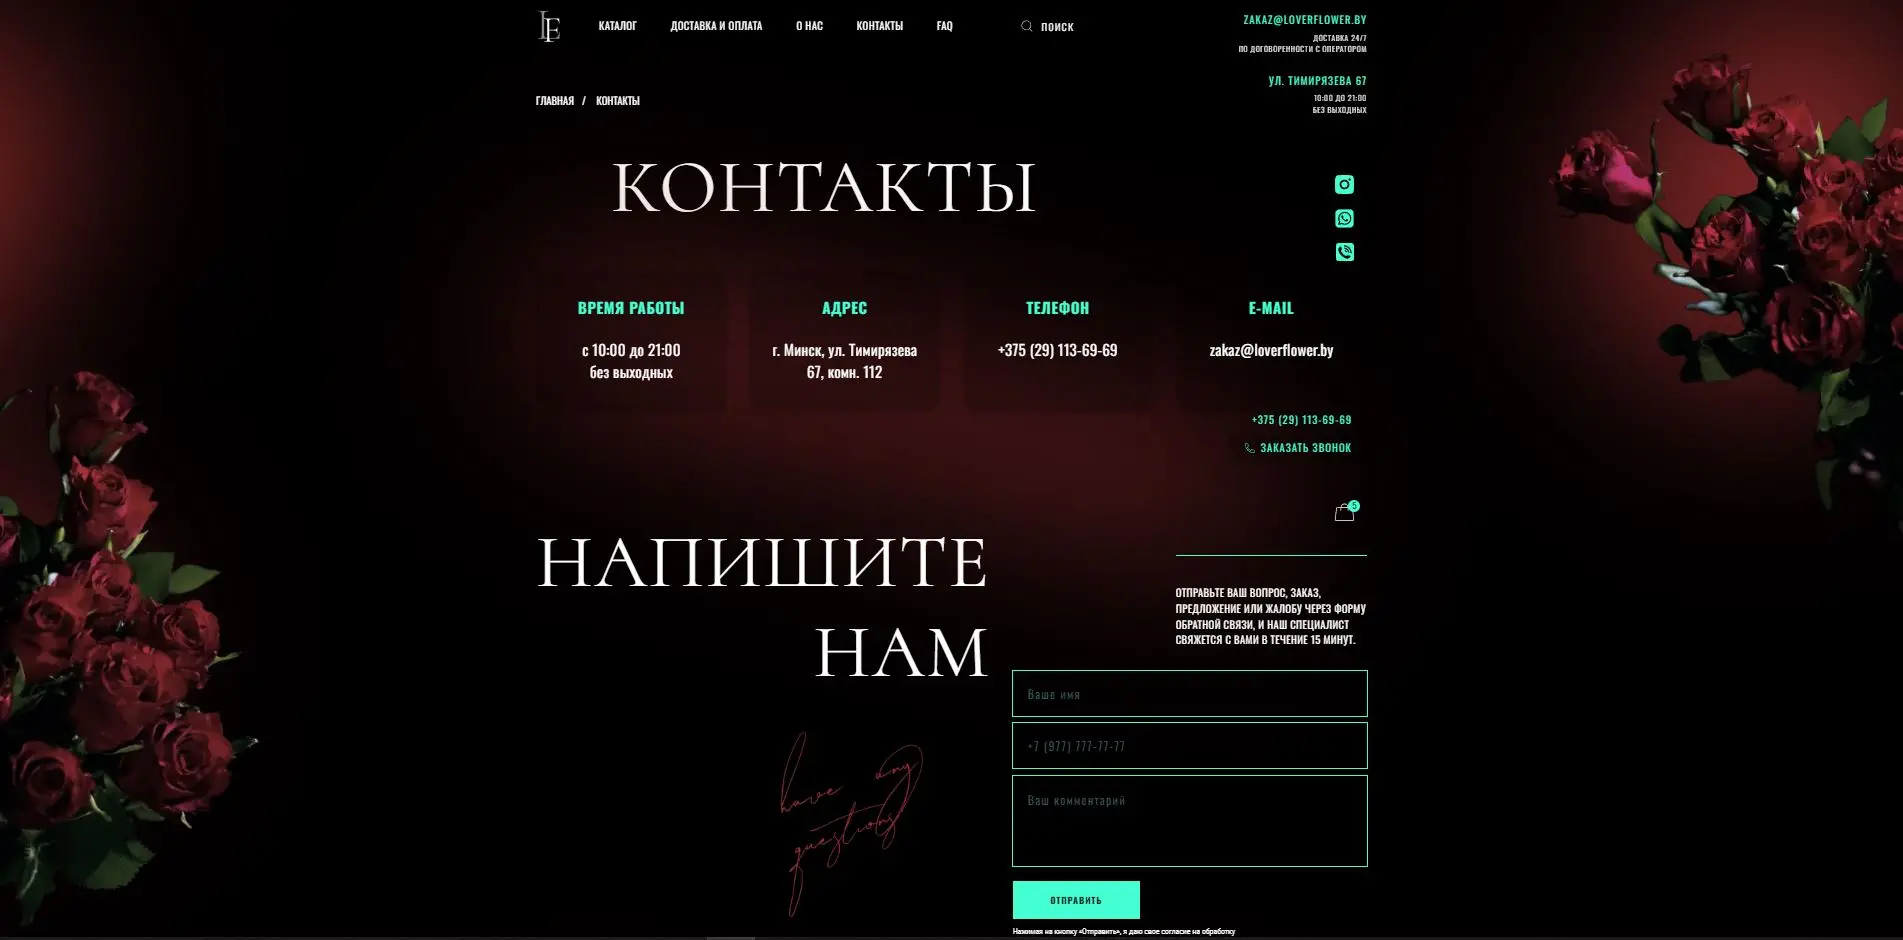 LF
КАТАЛОГ ДОСТАВКА И ОПЛАТА О НАС КОНТАКТЫ FAQ ПОИСК
ZAKAZ@LOVERFLOWER.BY
ДОСТАВКА 24/7
ПО ДОГОВОРЕННОСТИ С ОПЕРАТОРОМ
УЛ. ТИМИРЯЗЕВА 67
10:00 ДО 21:00
БЕЗ ВЫХОДНЫХ
ГЛАВНАЯ / КОНТАКТЫ
КОНТАКТЫ
ВРЕМЯ РАБОТЫ
с 10:00 до 21:00
без выходных
АДРЕС
г. Минск, ул. Тимирязева
67, комн. 112
ТЕЛЕФОН
+375 (29) 113-69-69
E-MAIL
zakaz@loverflower.by
+375 (29) 113-69-69
ЗАКАЗАТЬ ЗВОНОК
5
НАПИШИТЕ
НАМ
ОТПРАВЬТЕ ВАШ ВОПРОС, ЗАКАЗ,
ПРЕДЛОЖЕНИЕ ИЛИ ЖАЛОБУ ЧЕРЕЗ ФОРМУ
ОБРАТНОЙ СВЯЗИ, И НАШ СПЕЦИАЛИСТ
СВЯЖЕТСЯ С ВАМИ В ТЕЧЕНИЕ 15 МИНУТ.
Ваше имя
+7 (977) 777-77-77
Ваш комментарий
have any
questions
ОТПРАВИТЬ
Нажимая на кнопку «Отправить», я даю свое согласие на обработку